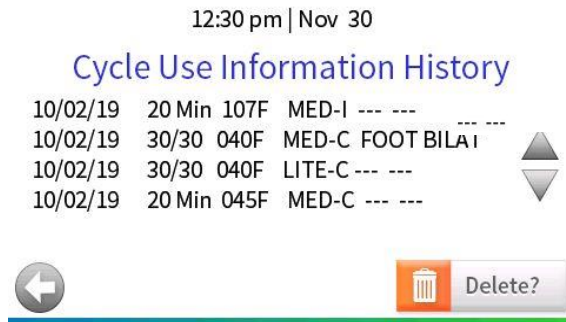 12:30 pm | Nov 30
Cycle Use Information History
10/02/19 20 Min 107F MED-I --- --- --- ---
10/02/19 30/30 040F MED-C FOOT BILAT
10/02/19 30/30 040F LITE-C --- ---
10/02/19 20 Min 045F MED-C --- ---
Delete?